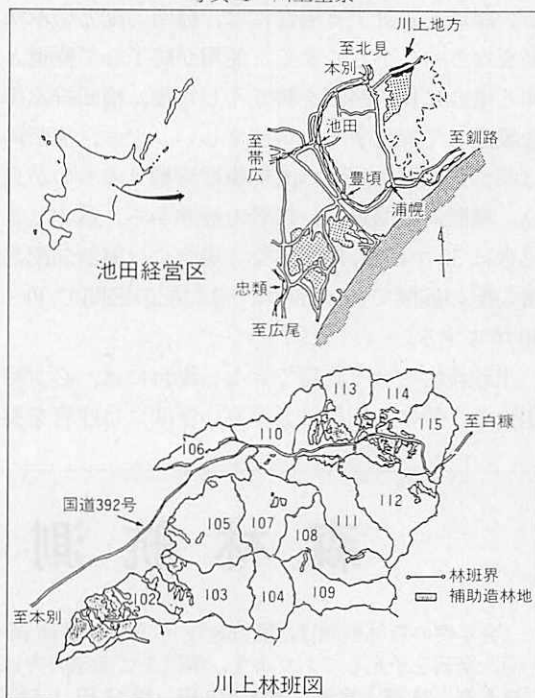 川上地方
至北見
本別
池田
至釧路
至帯広
豊頃
浦幌
池田経営区
忠類
至広尾
113
114
110
115
至白糠
106
国道392号
112
105
107
111
108
林班界
102
103
104
109
補助造林地
至本別
川上林班図